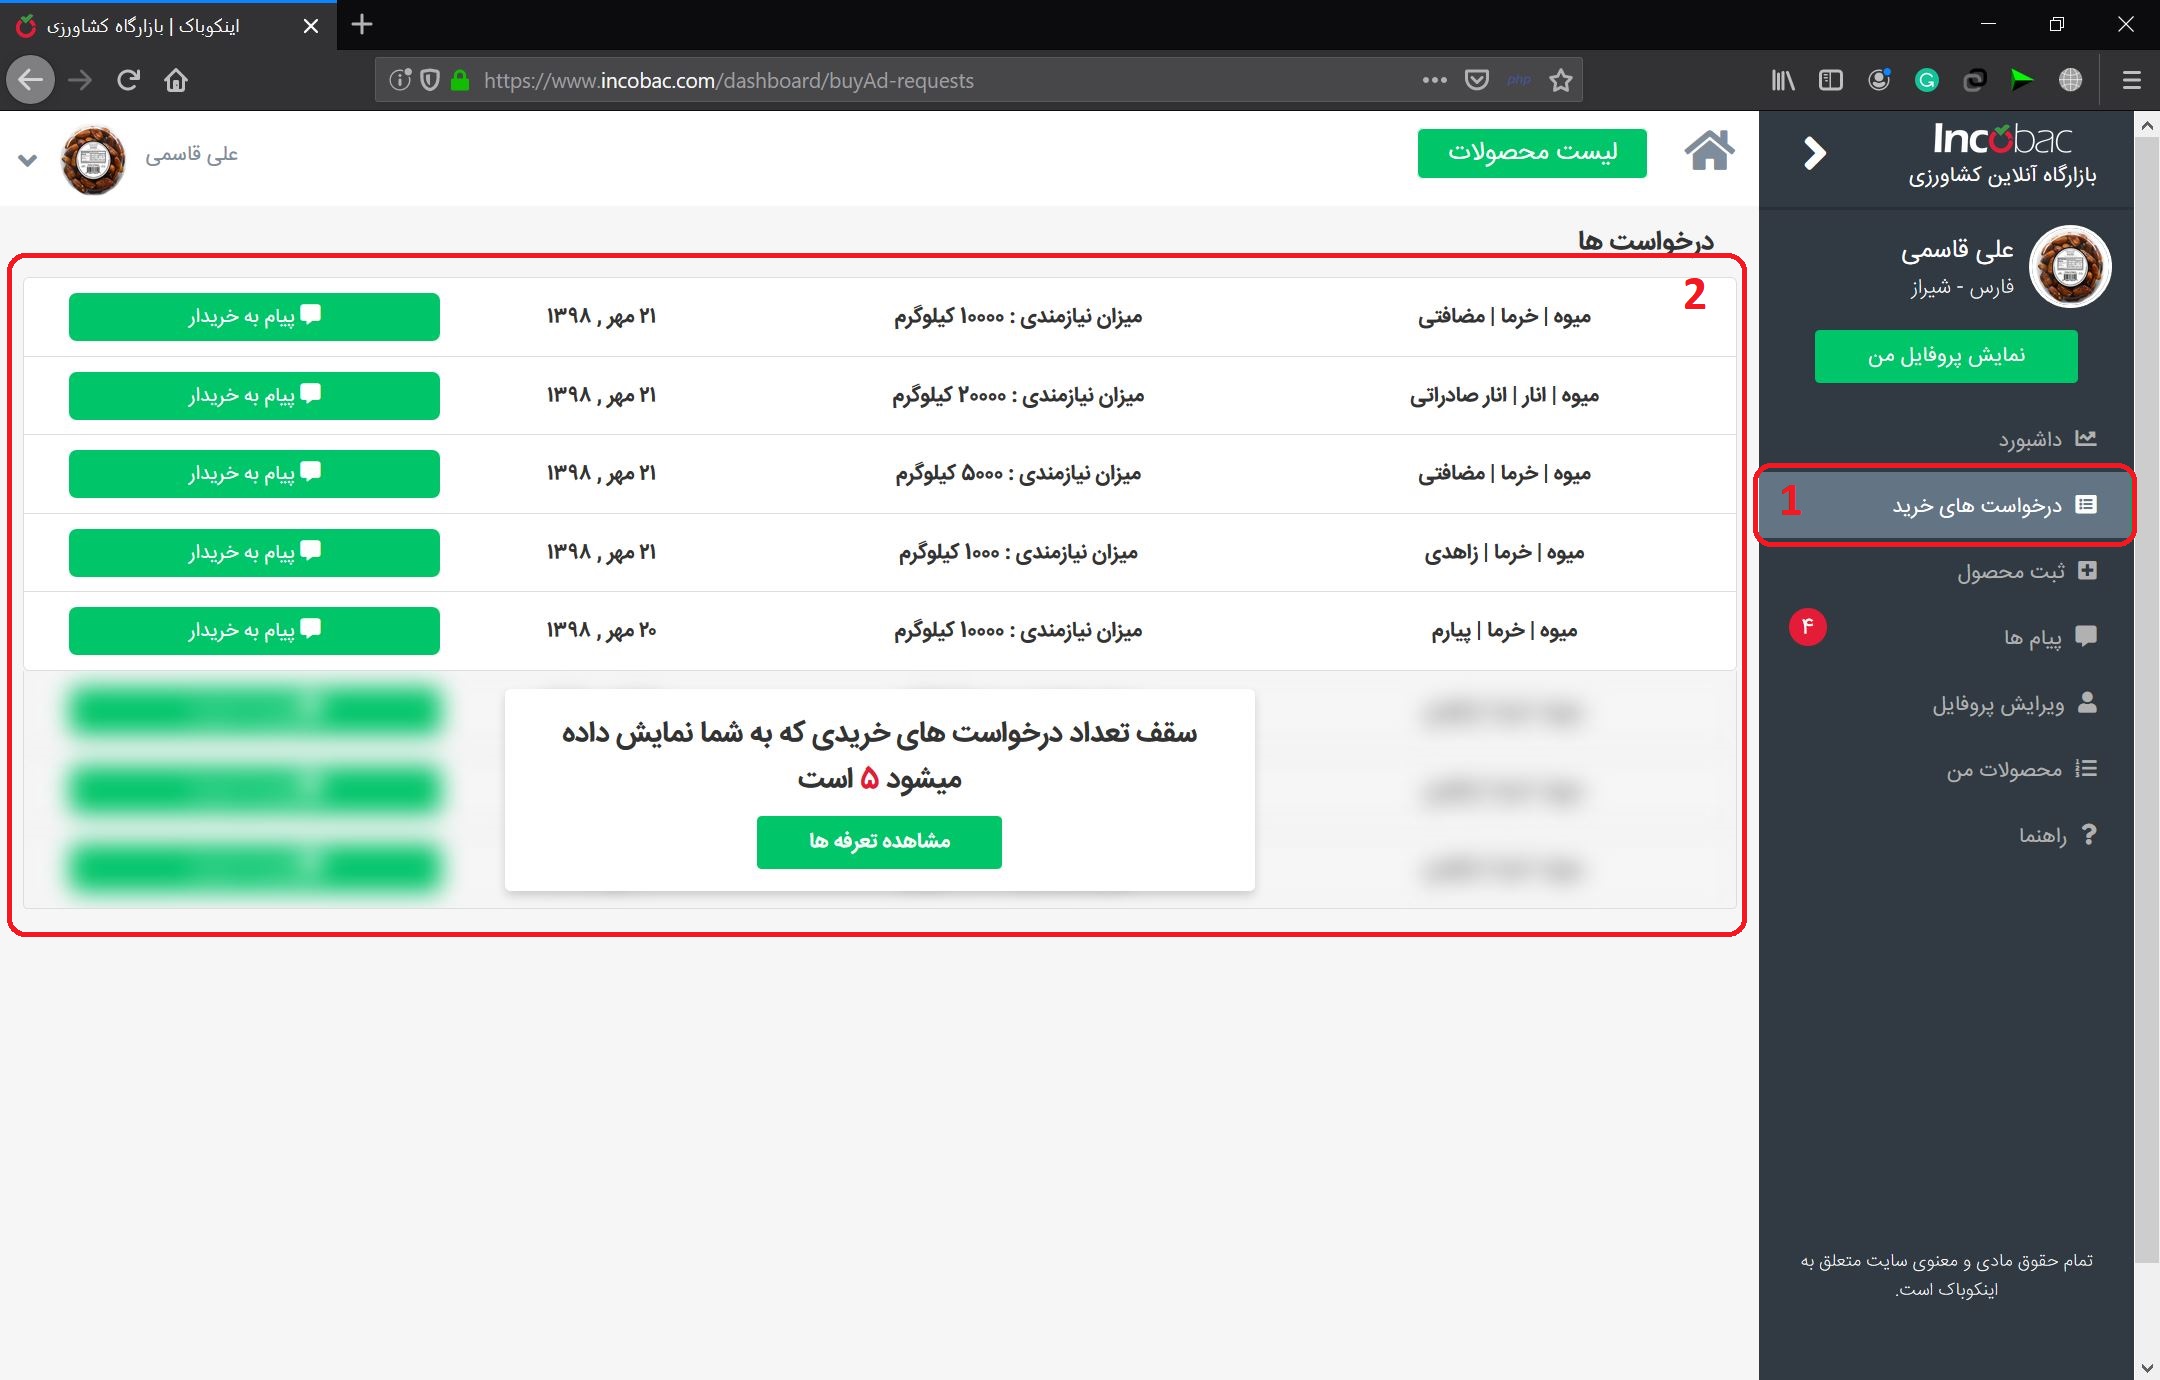 اینکوباک | بازارگاه کشاورزی
https://www.incobac.com/dashboard/buyAd-requests
php
Incobac
بازارگاه آنلاین کشاورزی
لیست محصولات
علی قاسمی
علی قاسمی
فارس - شیراز
نمایش پروفایل من
داشبورد
1
درخواست های خرید
ثبت محصول
پیام ها
۴
ویرایش پروفایل
محصولات من
راهنما
تمام حقوق مادی و معنوی سایت متعلق به
اینکوباک است.
درخواست ها
2
میوه | خرما | مضافتی میزان نیازمندی : ۱۰۰۰۰ کیلوگرم ۲۱ مهر , ۱۳۹۸ پیام به خریدار
میوه | انار | انار صادراتی میزان نیازمندی : ۲۰۰۰۰ کیلوگرم ۲۱ مهر , ۱۳۹۸ پیام به خریدار
میوه | خرما | مضافتی میزان نیازمندی : ۵۰۰۰ کیلوگرم ۲۱ مهر , ۱۳۹۸ پیام به خریدار
میوه | خرما | زاهدی میزان نیازمندی : ۱۰۰۰ کیلوگرم ۲۱ مهر , ۱۳۹۸ پیام به خریدار
میوه | خرما | پیارم میزان نیازمندی : ۱۰۰۰۰ کیلوگرم ۲۰ مهر , ۱۳۹۸ پیام به خریدار
سقف تعداد درخواست های خریدی که به شما نمایش داده
میشود ۵ است
مشاهده تعرفه ها